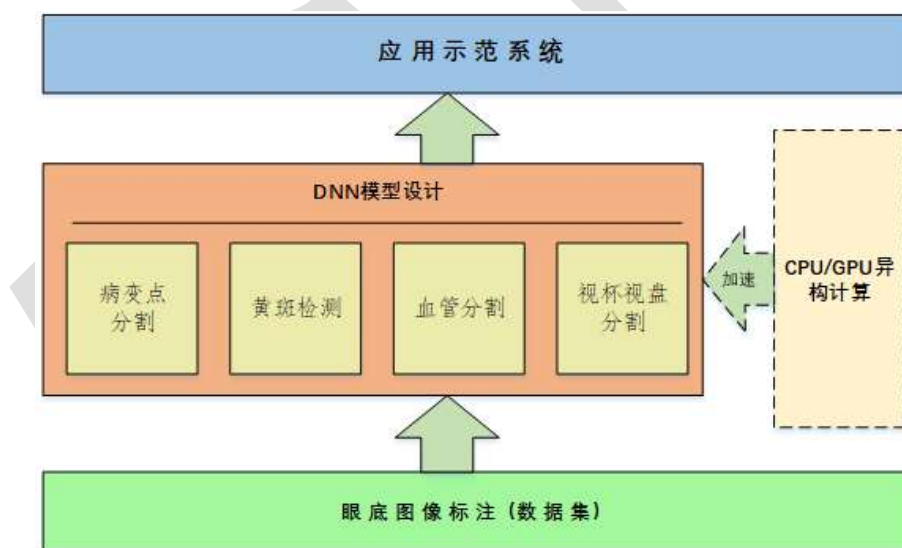 应用示范系统
DNN模型设计
病变点
分割
黄斑检测
血管分割
视杯视盘
分割
加速
CPU/GPU异
构计算
眼底图像标注(数据集)